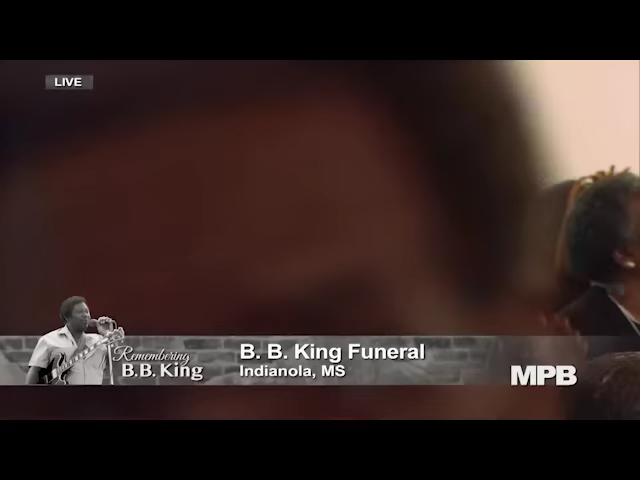 LIVE
Remembering
B.B. King
B. B. King Funeral
Indianola, MS
MPB